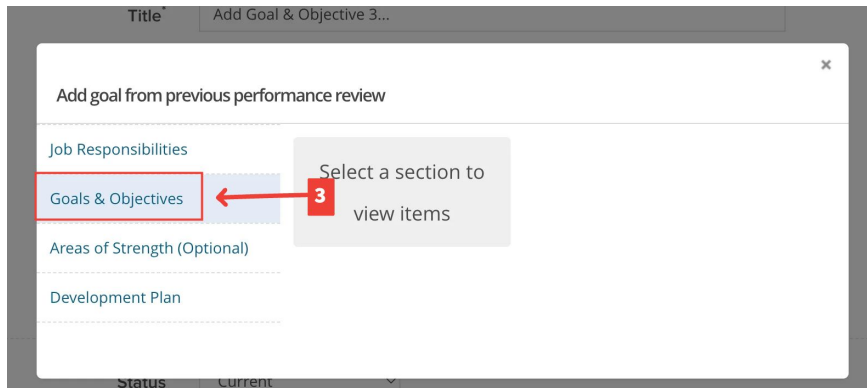 Title*
Add Goal & Objective 3...
×
Add goal from previous performance review
Job Responsibilities
Goals & Objectives
Areas of Strength (Optional)
Development Plan
3
Select a section to
view items
Status
Current